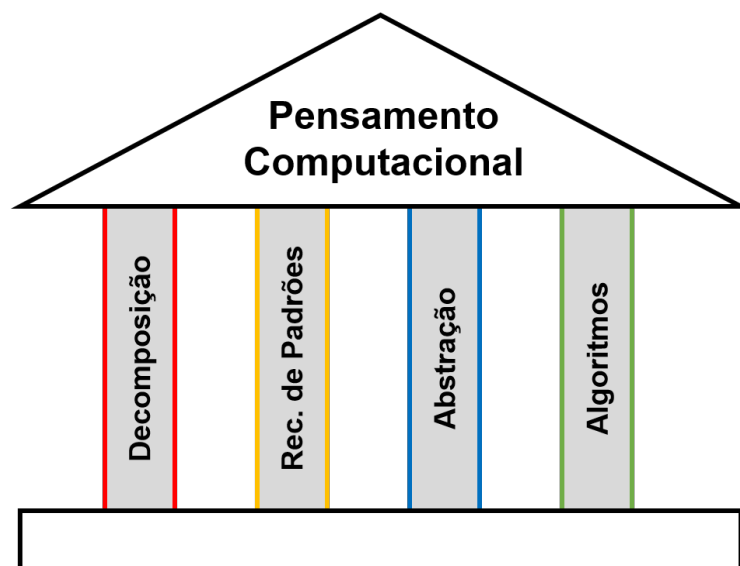 Pensamento
Computacional
Decomposição
Rec. de Padrões
Abstração
Algoritmos